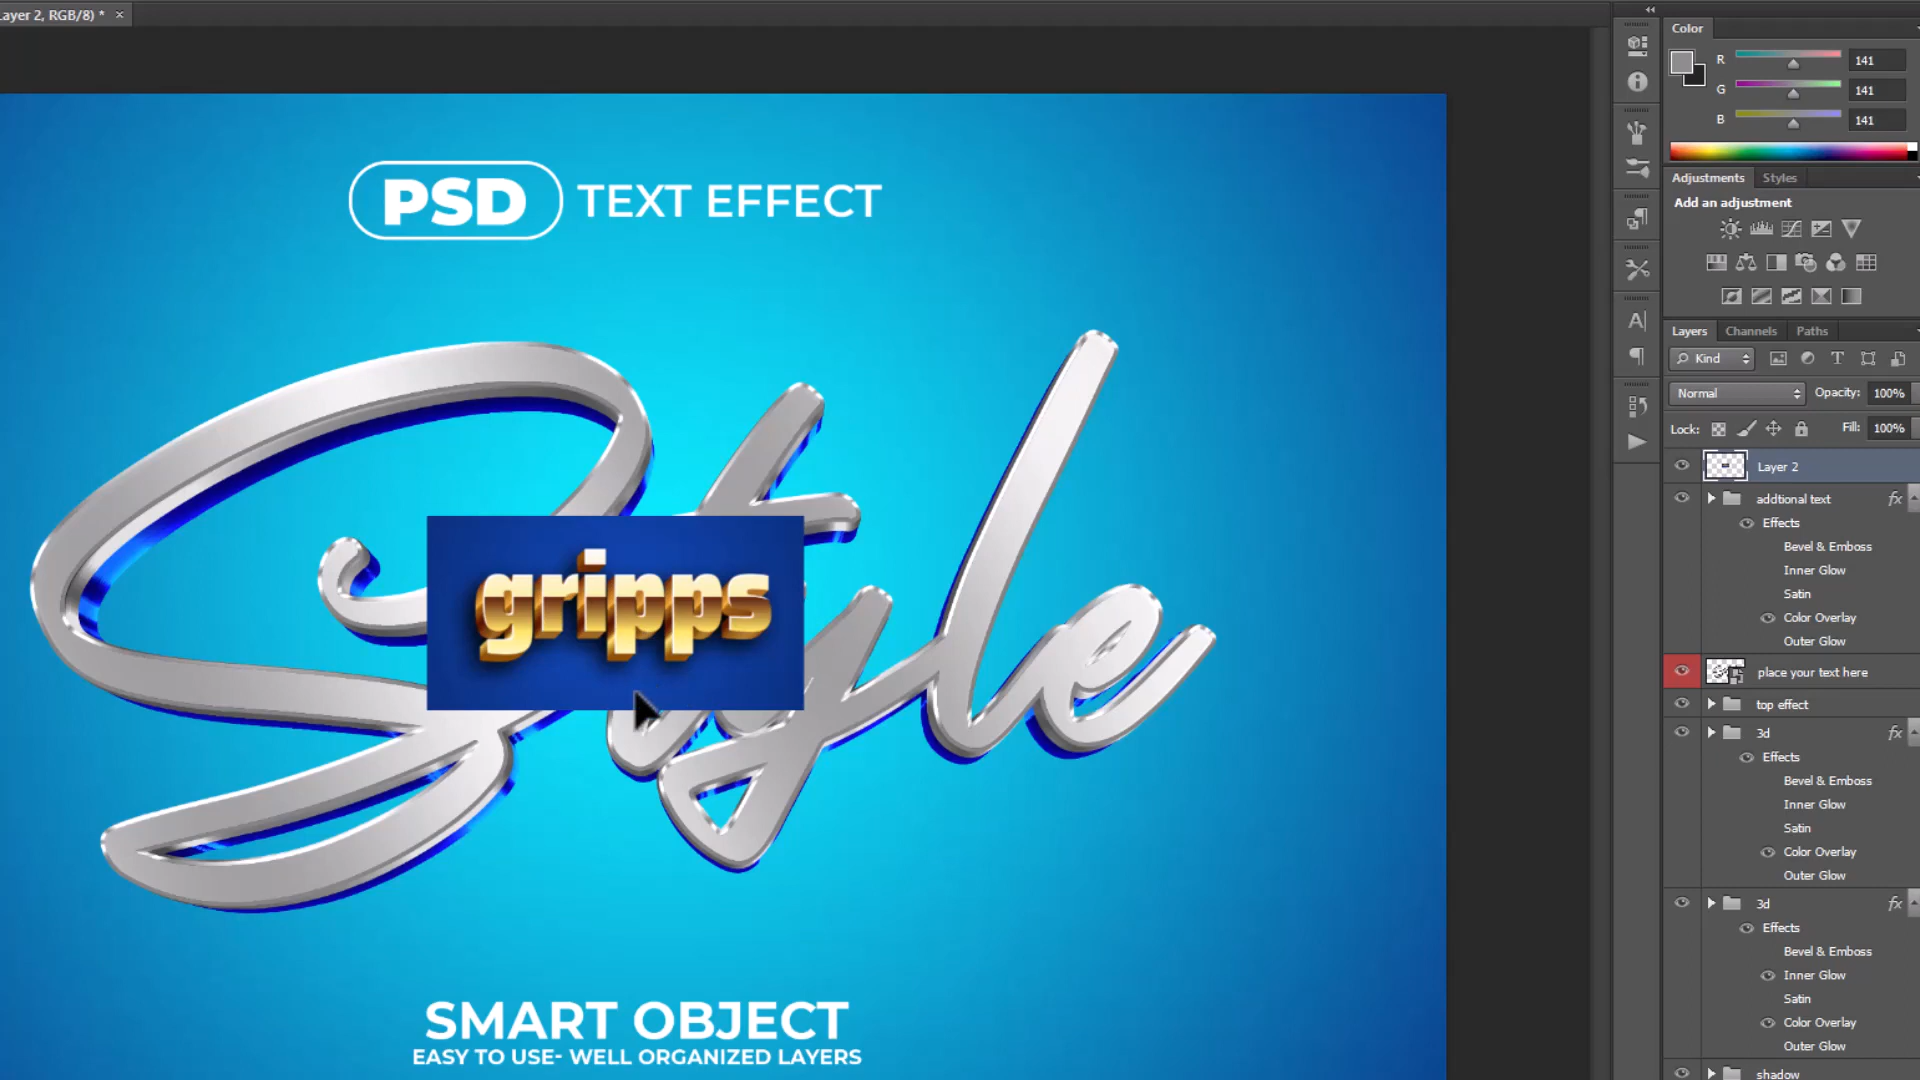 ayer 2, RGB/8) * ×
Color
R 141
G 141
B 141
Adjustments Styles
Add an adjustment
PSD TEXT EFFECT
Layers Channels Paths
Kind
Normal Opacity: 100%
Lock: Fill: 100%
Layer 2
addtional text fx
Effects
Bevel & Emboss
Inner Glow
Satin
Color Overlay
Outer Glow
place your text here
top effect
3d fx
Effects
Bevel & Emboss
Inner Glow
Satin
Color Overlay
Outer Glow
3d fx
Effects
Bevel & Emboss
Inner Glow
Satin
Color Overlay
Outer Glow
shadow
Style
gripps
SMART OBJECT
EASY TO USE- WELL ORGANIZED LAYERS